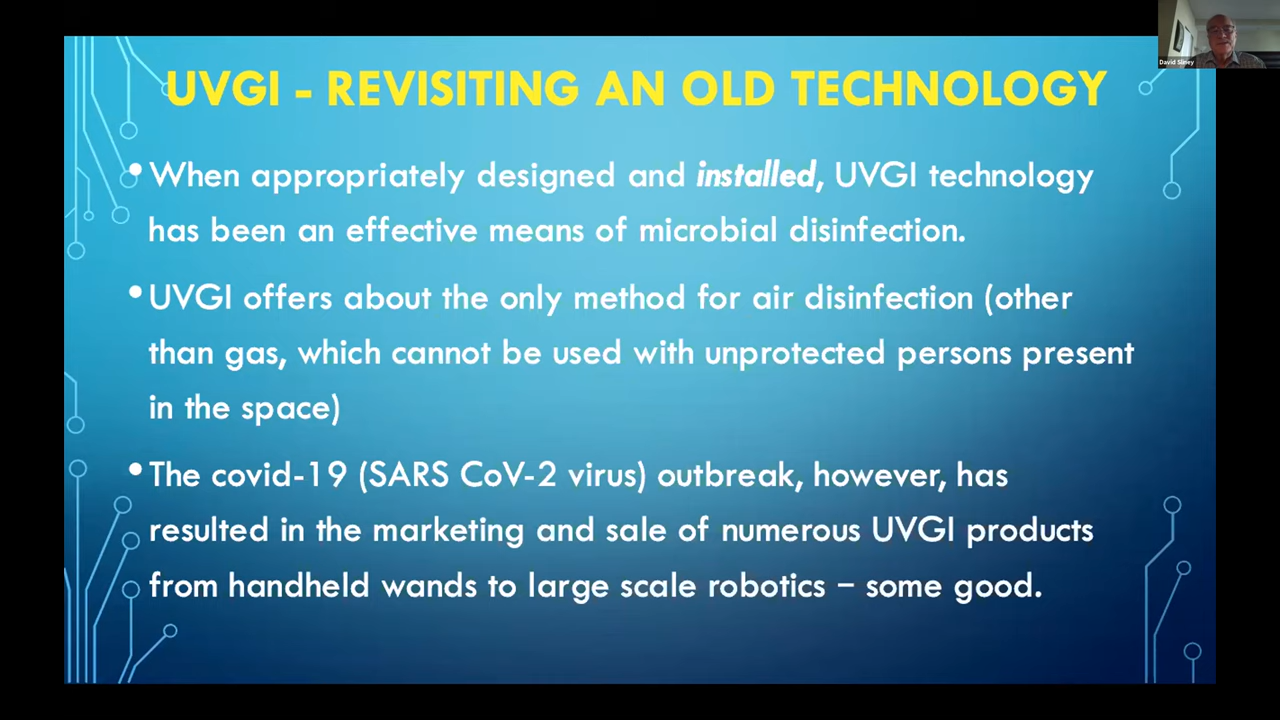 David Sliney
UVGI - REVISITING AN OLD TECHNOLOGY
• When appropriately designed and installed, UVGI technology
has been an effective means of microbial disinfection.
• UVGI offers about the only method for air disinfection (other
than gas, which cannot be used with unprotected persons present
in the space)
• The covid-19 (SARS CoV-2 virus) outbreak, however, has
resulted in the marketing and sale of numerous UVGI products
from handheld wands to large scale robotics – some good.